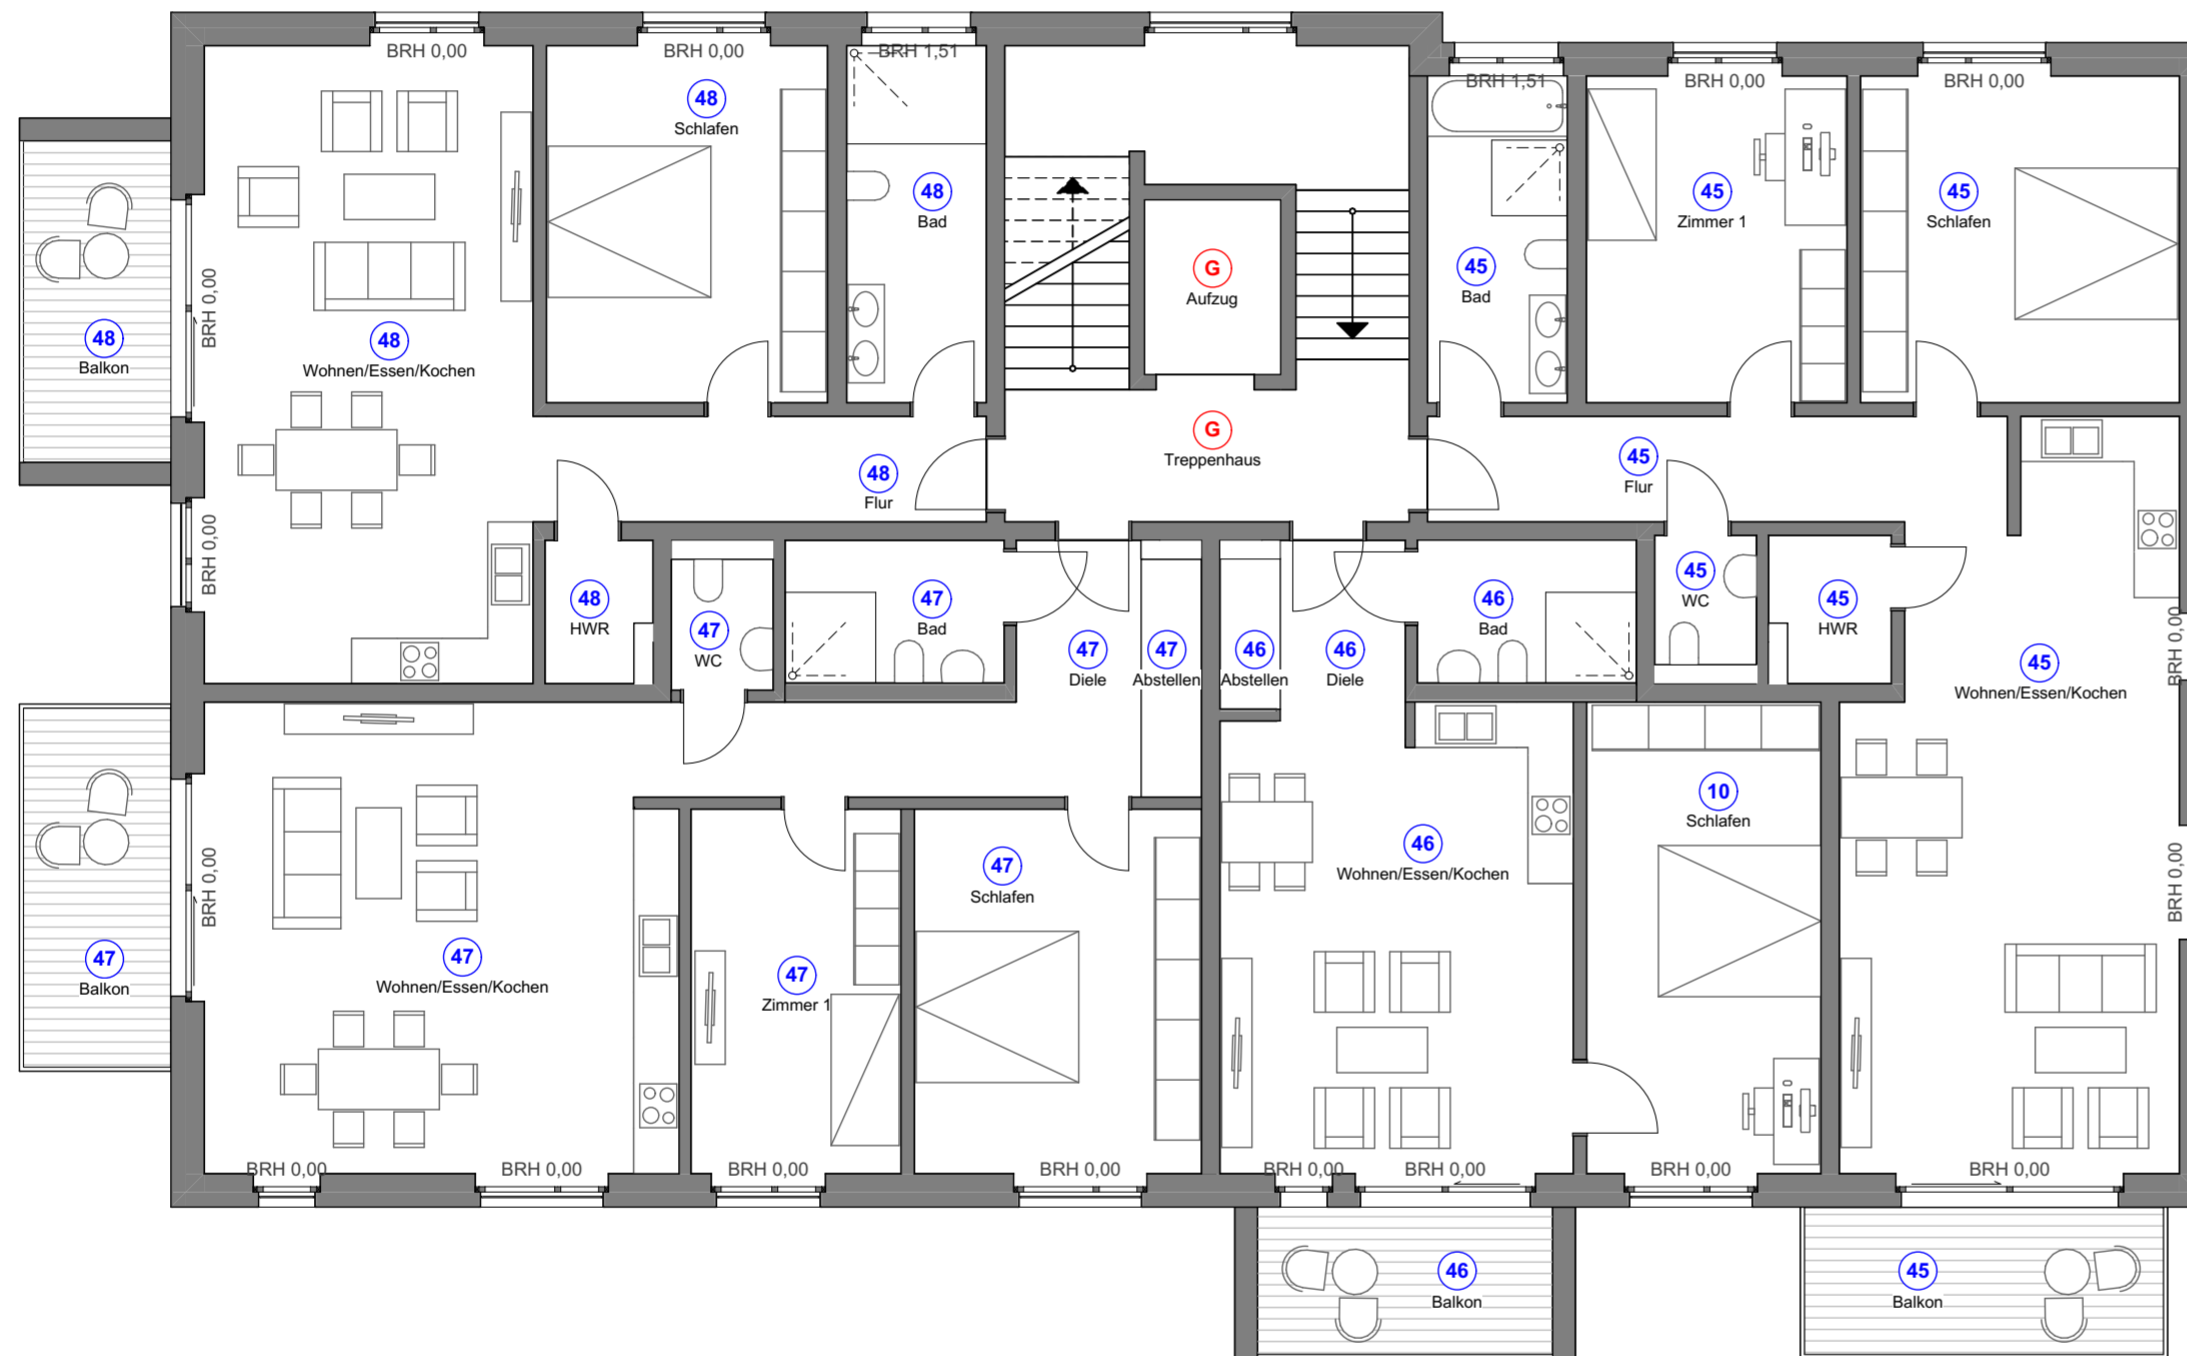 BRH 0,00
BRH 0,00
BRH 1,51
BRH 1,51
BRH 0,00
BRH 0,00
48
Schlafen
48
Bad
45
Zimmer 1
45
Schlafen
G
Aufzug
45
Bad
BRH 0,00
48
Balkon
48
Wohnen/Essen/Kochen
G
Treppenhaus
48
Flur
45
Flur
BRH 0,00
48
HWR
47
WC
47
Bad
47
Diele
47
Abstellen
46
Abstellen
46
Diele
46
Bad
45
WC
45
HWR
45
Wohnen/Essen/Kochen
BRH 0,00
10
Schlafen
46
Wohnen/Essen/Kochen
47
Schlafen
BRH 0,00
BRH 0,00
47
Balkon
47
Wohnen/Essen/Kochen
47
Zimmer 1
BRH 0,00
BRH 0,00
BRH 0,00
BRH 0,00
BRH 0,00
BRH 0,00
BRH 0,00
BRH 0,00
46
Balkon
45
Balkon